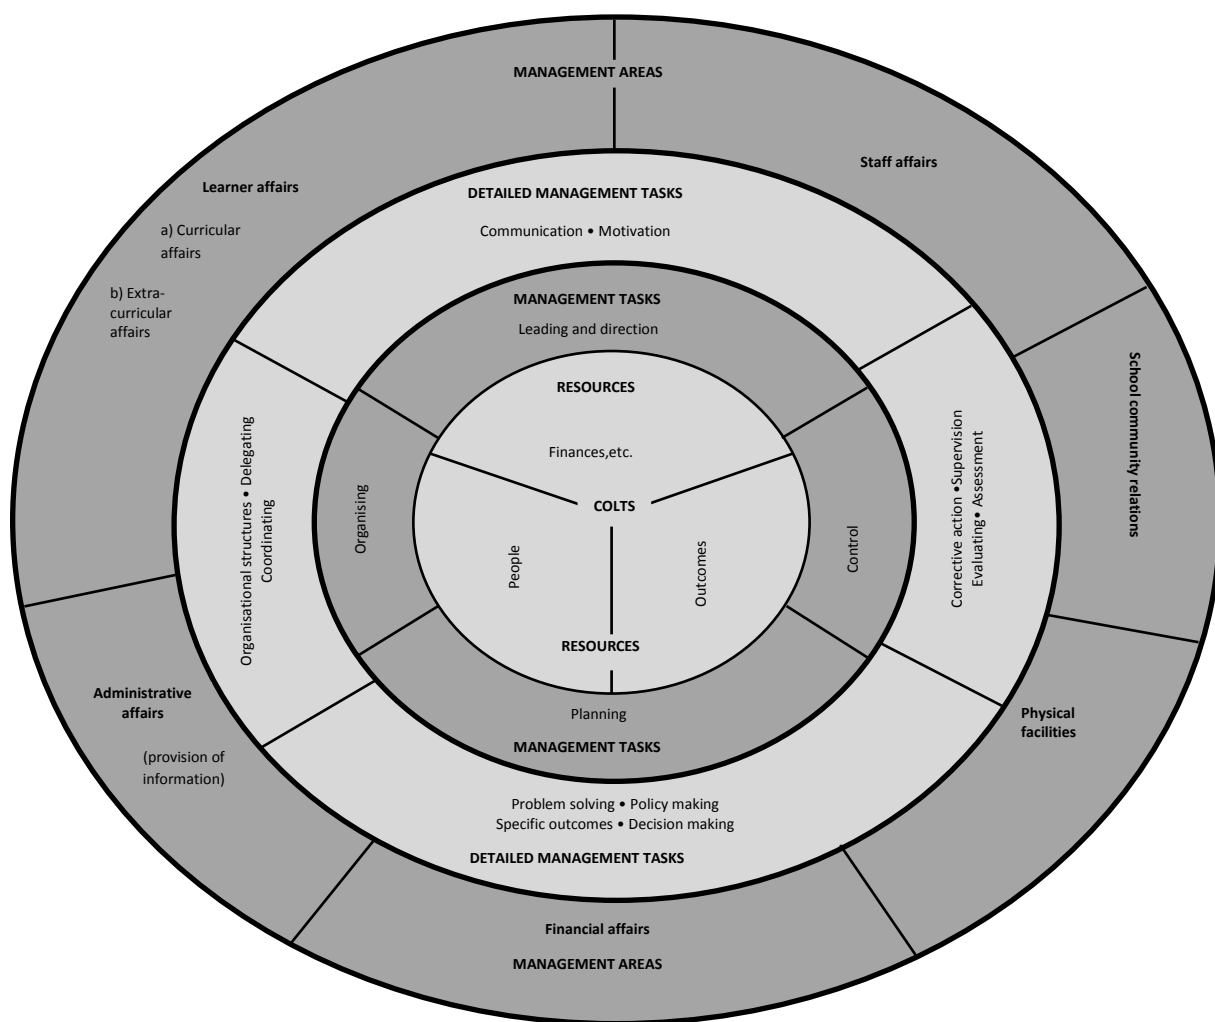 MANAGEMENT AREAS
Staff affairs
Learner affairs
a) Curricular
affairs
b) Extra-
curricular
affairs
DETAILED MANAGEMENT TASKS
Communication • Motivation
MANAGEMENT TASKS
Leading and direction
RESOURCES
Finances,etc.
COLTS
People
Outcomes
RESOURCES
Organising
Control
Organisational structures • Delegating
Coordinating
Corrective action •Supervision
Evaluating• Assessment
School community relations
Planning
MANAGEMENT TASKS
Administrative
affairs
(provision of
information)
Physical
facilities
Problem solving • Policy making
Specific outcomes • Decision making
DETAILED MANAGEMENT TASKS
Financial affairs
MANAGEMENT AREAS